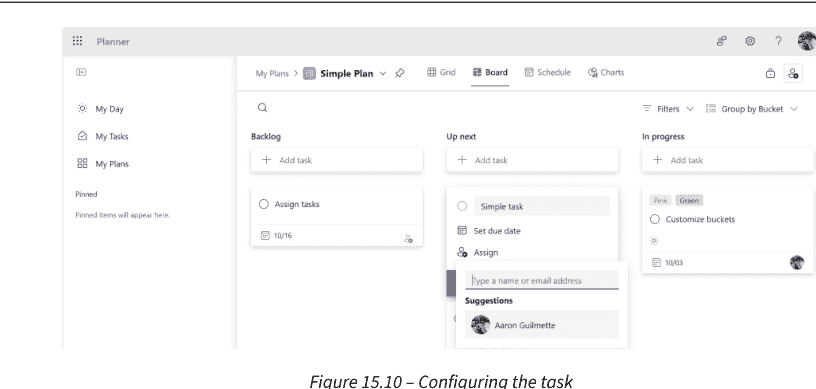 Planner
My Plans > Simple Plan Grid Board Schedule Charts
My Day
My Tasks
My Plans
Pinned
Pinned items will appear here.
Filters Group by Bucket
Backlog
+ Add task
Assign tasks
10/16
Up next
+ Add task
Simple task
Set due date
Assign
Type a name or email address
Suggestions
Aaron Guilmette
In progress
+ Add task
Pink Green
Customize buckets
10/03
Figure 15.10 – Configuring the task